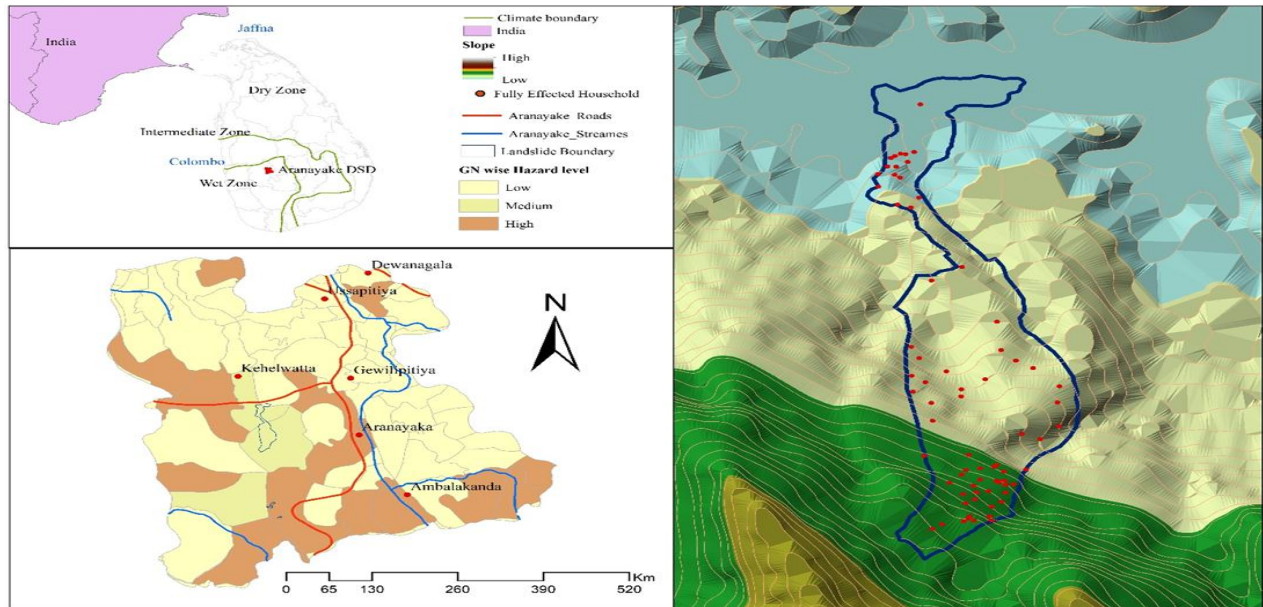 Jaffna
India
Dry Zone
Intermediate Zone
Colombo
Aranayake DSD
Wet Zone
Climate boundary
India
Slope
High
Low
Fully Effected Household
Aranayake_Roads
Aranayake_Streames
Landslide Boundary
GN wise Hazard level
Low
Medium
High
Dewanagala
Ussapitiya
N
Kehelwatta
Gewilipitiya
Aranayaka
Ambalakanda
Km
0 65 130 260 390 520